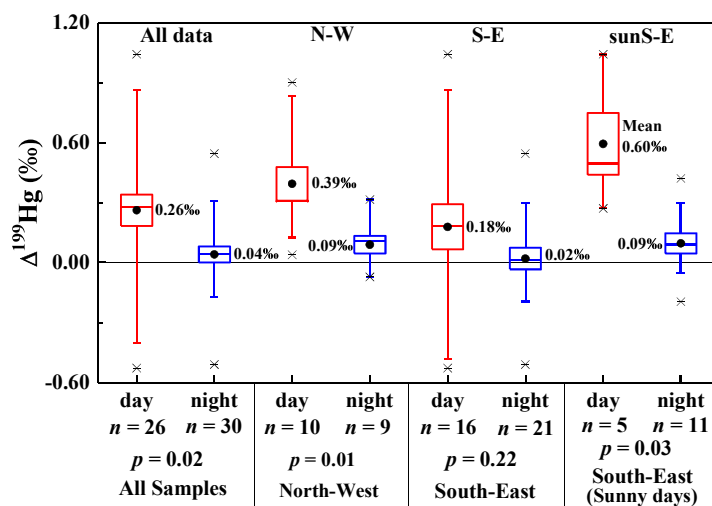 1.20
0.60
0.00
-0.60
Δ¹⁹⁹Hg (‰)
All data
N-W
S-E
sunS-E
Mean
0.60‰
0.26‰
0.04‰
0.39‰
0.09‰
0.18‰
0.02‰
0.09‰
day night day night day night day night
n = 26 n = 30 n = 10 n = 9 n = 16 n = 21 n = 5 n = 11
p = 0.02 p = 0.01 p = 0.22 p = 0.03
All Samples North-West South-East South-East
(Sunny days)